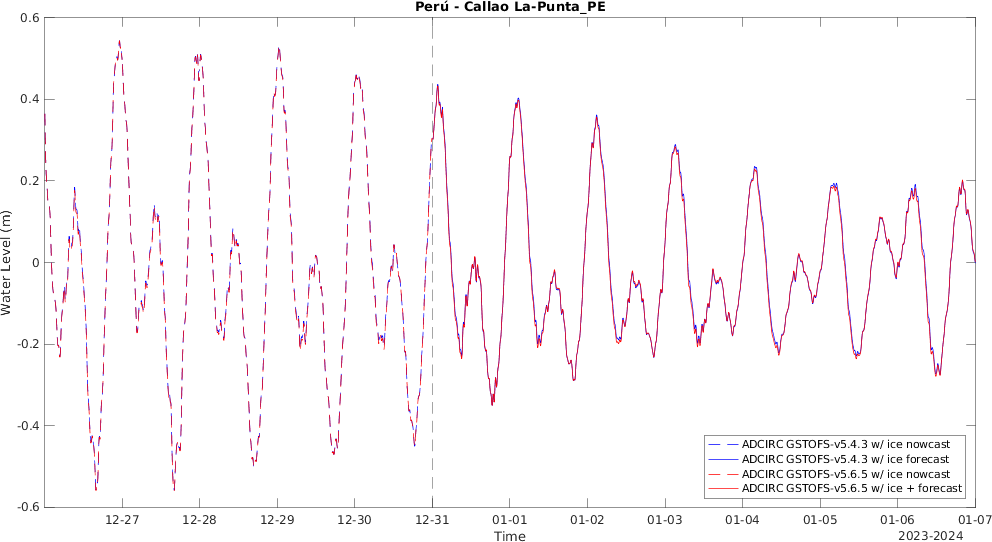 Perú - Callao La-Punta_PE
Water Level (m)
0.6
0.4
0.2
0
-0.2
-0.4
-0.6
12-27
12-28
12-29
12-30
12-31
01-01
01-02
01-03
01-04
01-05
01-06
01-07
Time
2023-2024
ADCIRC GSTOFS-v5.4.3 w/ ice nowcast
ADCIRC GSTOFS-v5.4.3 w/ ice forecast
ADCIRC GSTOFS-v5.6.5 w/ ice nowcast
ADCIRC GSTOFS-v5.6.5 w/ ice + forecast